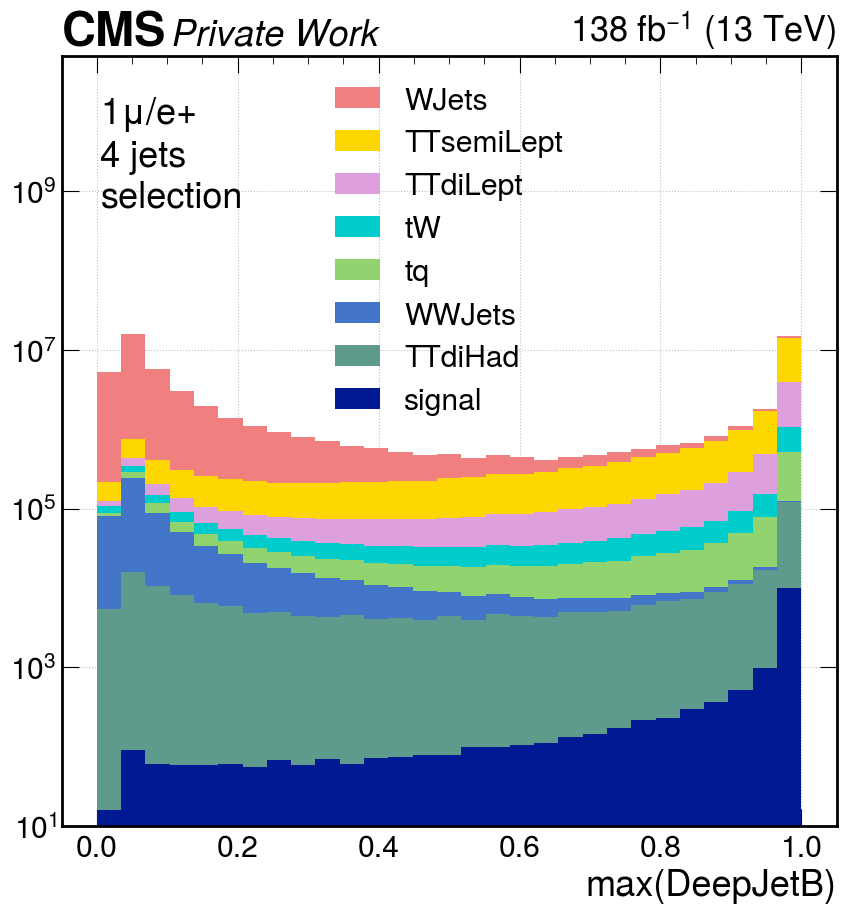 CMS Private Work 138 fb⁻¹ (13 TeV)
1μ/e+
4 jets
selection
WJets
TTsemiLept
TTdiLept
tW
tq
WWJets
TTdiHad
signal
10⁹
10⁷
10⁵
10³
10¹
0.0 0.2 0.4 0.6 0.8 1.0
max(DeepJetB)